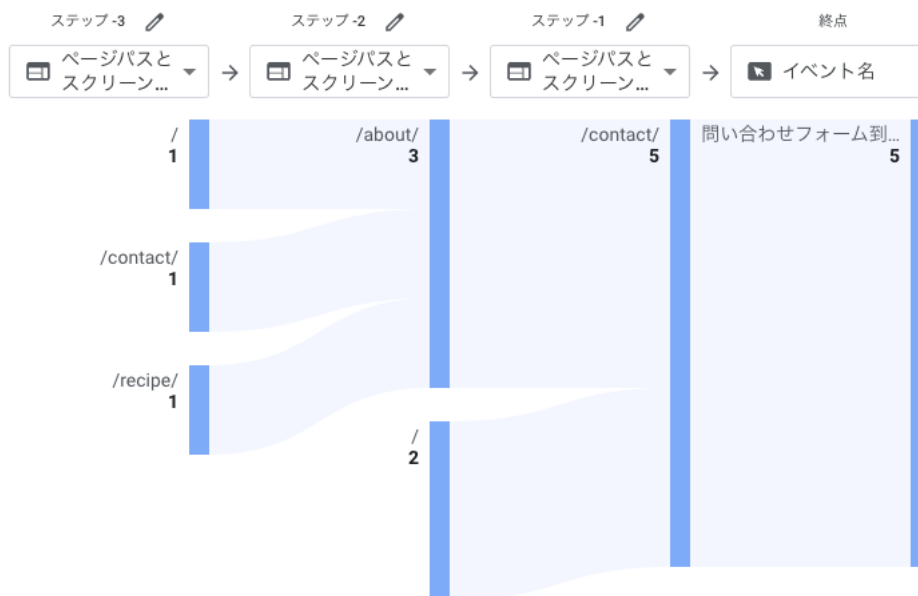 ステップ -3
ステップ -2
ステップ -1
終点
ページパスと
スクリーン...
ページパスと
スクリーン...
ページパスと
スクリーン...
イベント名
/
1
/about/
3
/contact/
5
問い合わせフォーム到...
5
/contact/
1
/recipe/
1
/
2